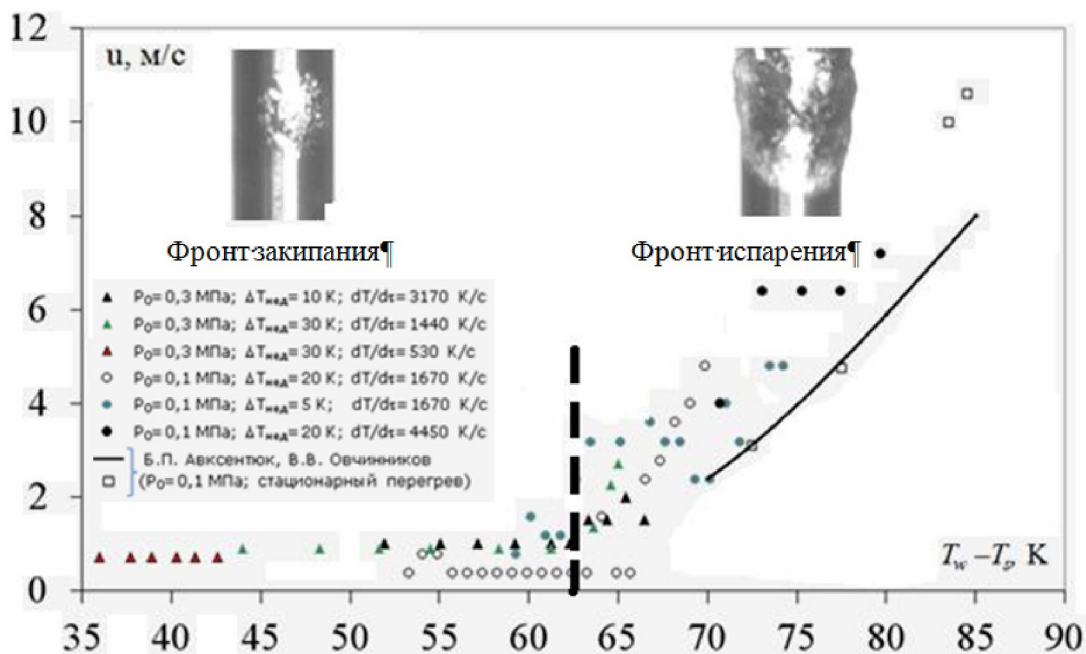 12
u, м/с
10
8
Фронт·закипания¶
Фронт·испарения¶
P₀= 0,3 МПа; ΔTнед= 10 K; dT/dτ= 3170 K/c
P₀= 0,3 МПа; ΔTнед= 30 K; dT/dτ= 1440 K/c
6
P₀= 0,3 МПа; ΔTнед= 30 K; dT/dτ= 530 K/c
P₀= 0,1 МПа; ΔTнед= 20 K; dT/dτ= 1670 K/c
4
P₀= 0,1 МПа; ΔTнед= 5 K; dT/dτ= 1670 K/c
P₀= 0,1 МПа; ΔTнед= 20 K; dT/dτ= 4450 K/c
Б.П. Авксентюк, В.В. Овчинников
(P₀= 0,1 МПа; стационарный перегрев)
2
Tw –Ts, K
0
35 40 45 50 55 60 65 70 75 80 85 90